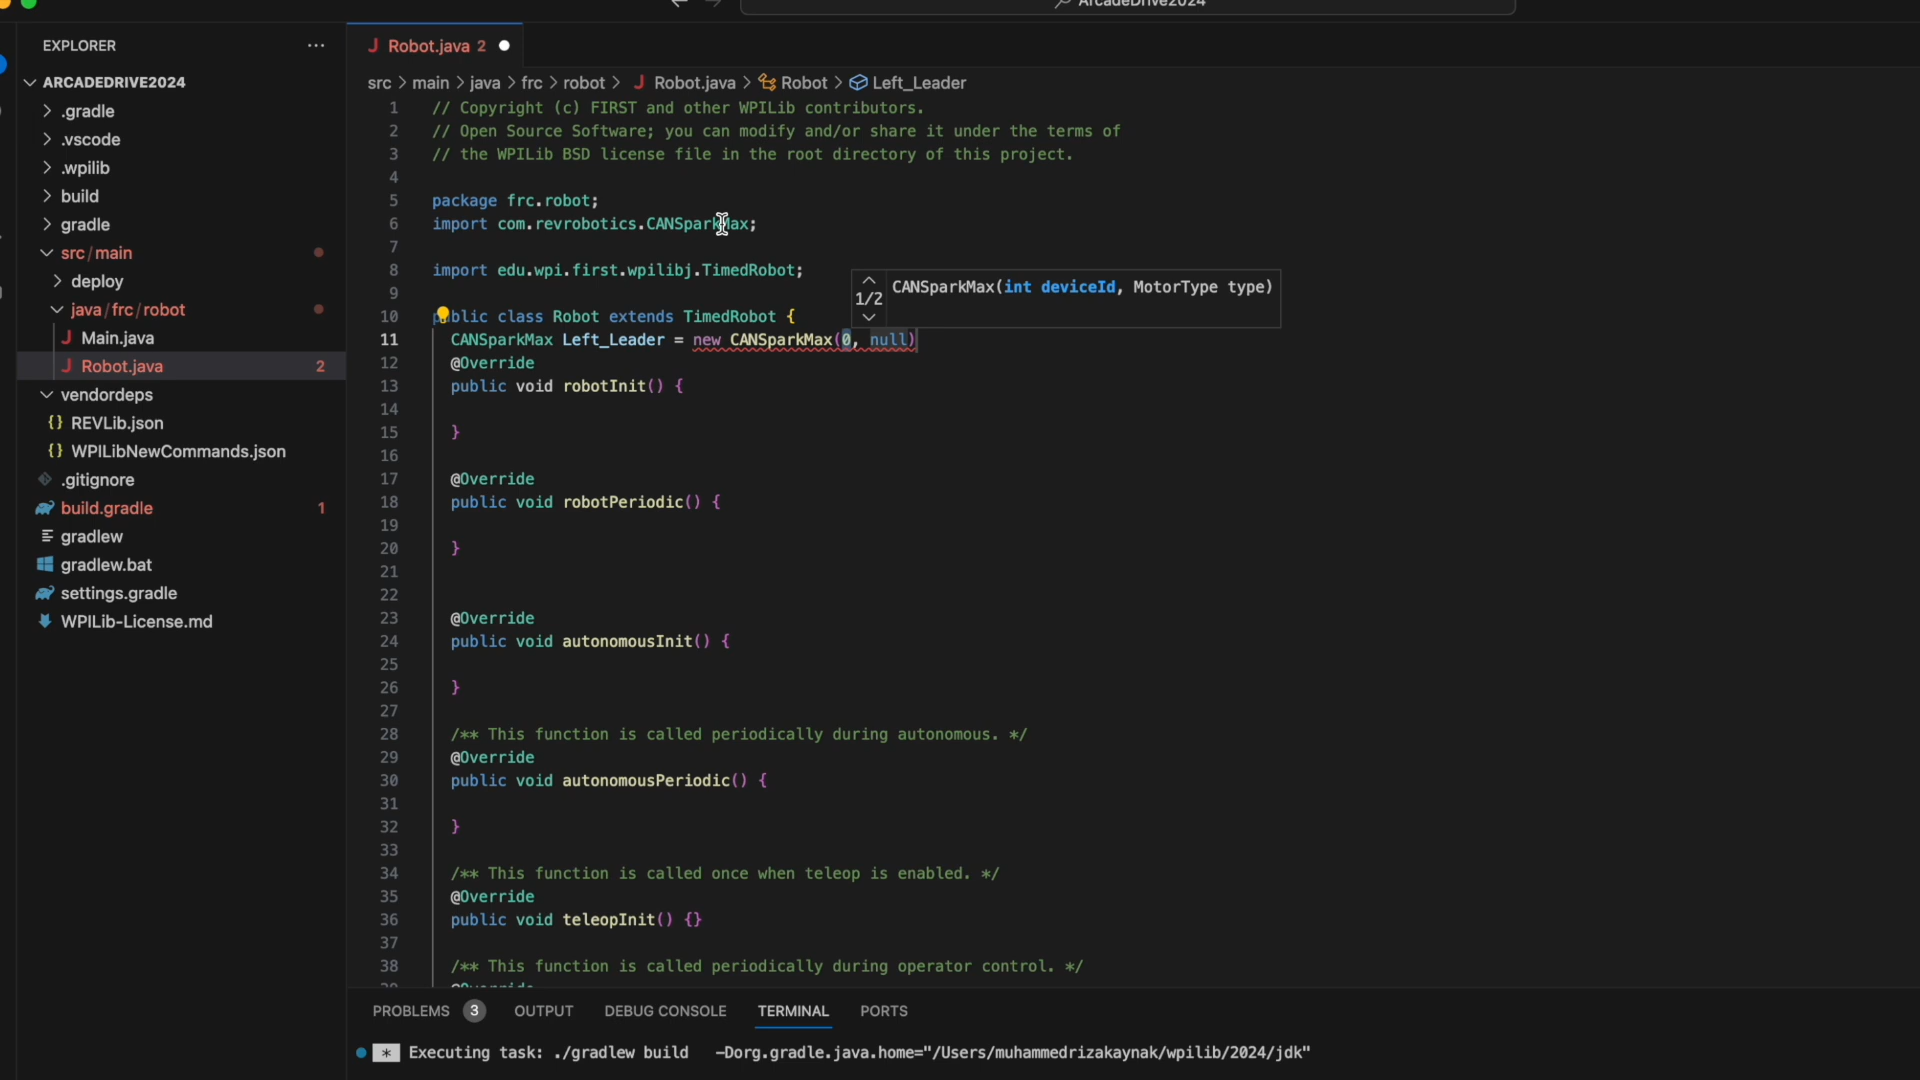 ArcadeDrive2024
EXPLORER
Robot.java 2
ARCADEDRIVE2024
.gradle
.vscode
.wpilib
build
gradle
src/main
deploy
java/frc/robot
Main.java
Robot.java 2
vendordeps
REVLib.json
WPILibNewCommands.json
.gitignore
build.gradle 1
gradlew
gradlew.bat
settings.gradle
WPILib-License.md
src > main > java > frc > robot > Robot.java > Robot > Left_Leader
1 // Copyright (c) FIRST and other WPILib contributors.
2 // Open Source Software; you can modify and/or share it under the terms of
3 // the WPILib BSD license file in the root directory of this project.
4
5 package frc.robot;
6 import com.revrobotics.CANSparkMax;
7
8 import edu.wpi.first.wpilibj.TimedRobot;
9
1/2 CANSparkMax(int deviceId, MotorType type)
10 public class Robot extends TimedRobot {
11 CANSparkMax Left_Leader = new CANSparkMax(0, null)
12 @Override
13 public void robotInit() {
14
15 }
16
17 @Override
18 public void robotPeriodic() {
19
20 }
21
22
23 @Override
24 public void autonomousInit() {
25
26 }
27
28 /** This function is called periodically during autonomous. */
29 @Override
30 public void autonomousPeriodic() {
31
32 }
33
34 /** This function is called once when teleop is enabled. */
35 @Override
36 public void teleopInit() {}
37
38 /** This function is called periodically during operator control. */
39 @Override
PROBLEMS 3 OUTPUT DEBUG CONSOLE TERMINAL PORTS
* Executing task: ./gradlew build -Dorg.gradle.java.home="/Users/muhammedrizakaynak/wpilib/2024/jdk"